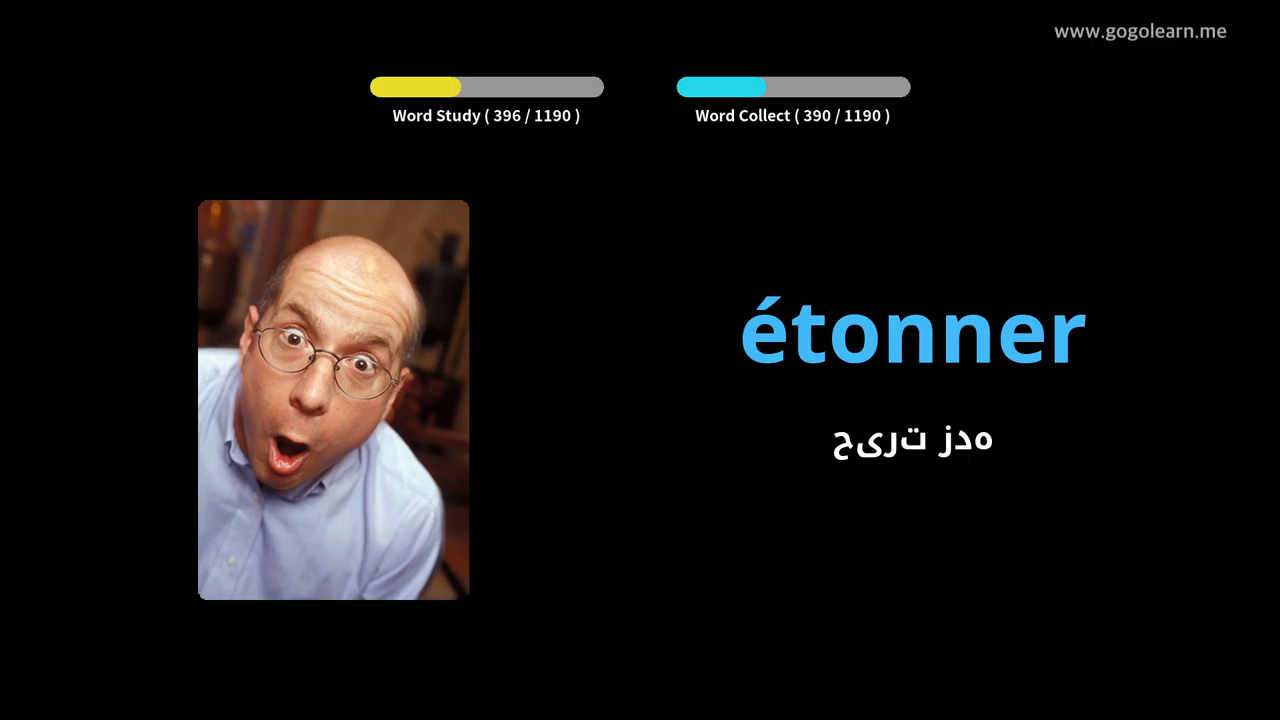 www.gogolearn.me
Word Study ( 396 / 1190 )
Word Collect ( 390 / 1190 )
étonner
حیرت زده